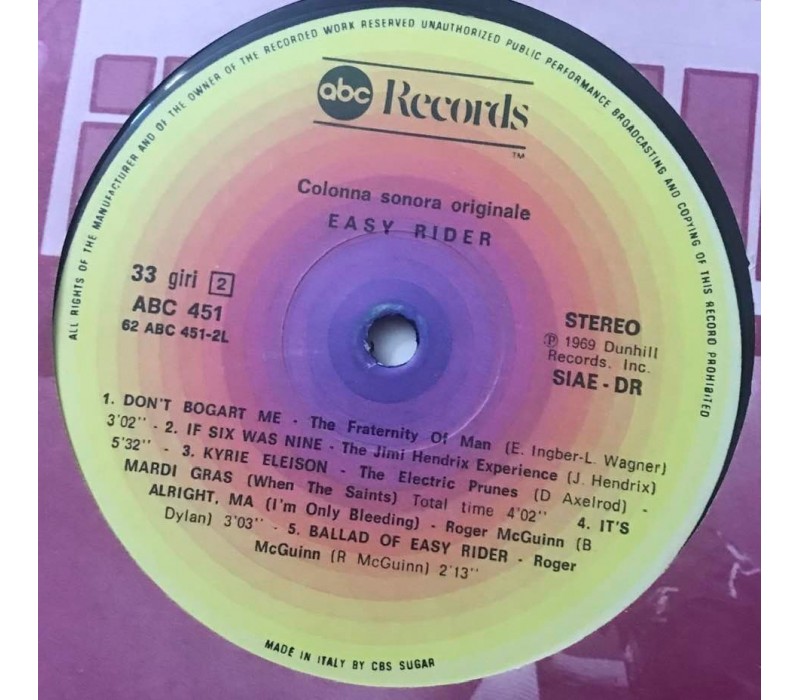 ALL RIGHTS OF THE MANUFACTURER AND OF THE OWNER OF THE RECORDED WORK RESERVED UNAUTHORIZED PUBLIC PERFORMANCE BROADCASTING AND COPYING OF THIS RECORD PROHIBITED
abc Records
TM
Colonna sonora originale
EASY RIDER
33 giri 2
ABC 451
62 ABC 451-2L
STEREO
℗ 1969 Dunhill
Records. Inc.
SIAE - DR
1. DON'T BOGART ME - The Fraternity Of Man (E. Ingber-L. Wagner)
3'02'' - 2. IF SIX WAS NINE - The Jimi Hendrix Experience (J. Hendrix)
5'32'' - 3. KYRIE ELEISON - The Electric Prunes (D Axelrod) -
MARDI GRAS (When The Saints) Total time 4'02'' 4. IT'S
ALRIGHT, MA (I'm Only Bleeding) - Roger McGuinn (B
Dylan) 3'03'' - 5. BALLAD OF EASY RIDER - Roger
McGuinn (R McGuinn) 2'13''
MADE IN ITALY BY CBS SUGAR